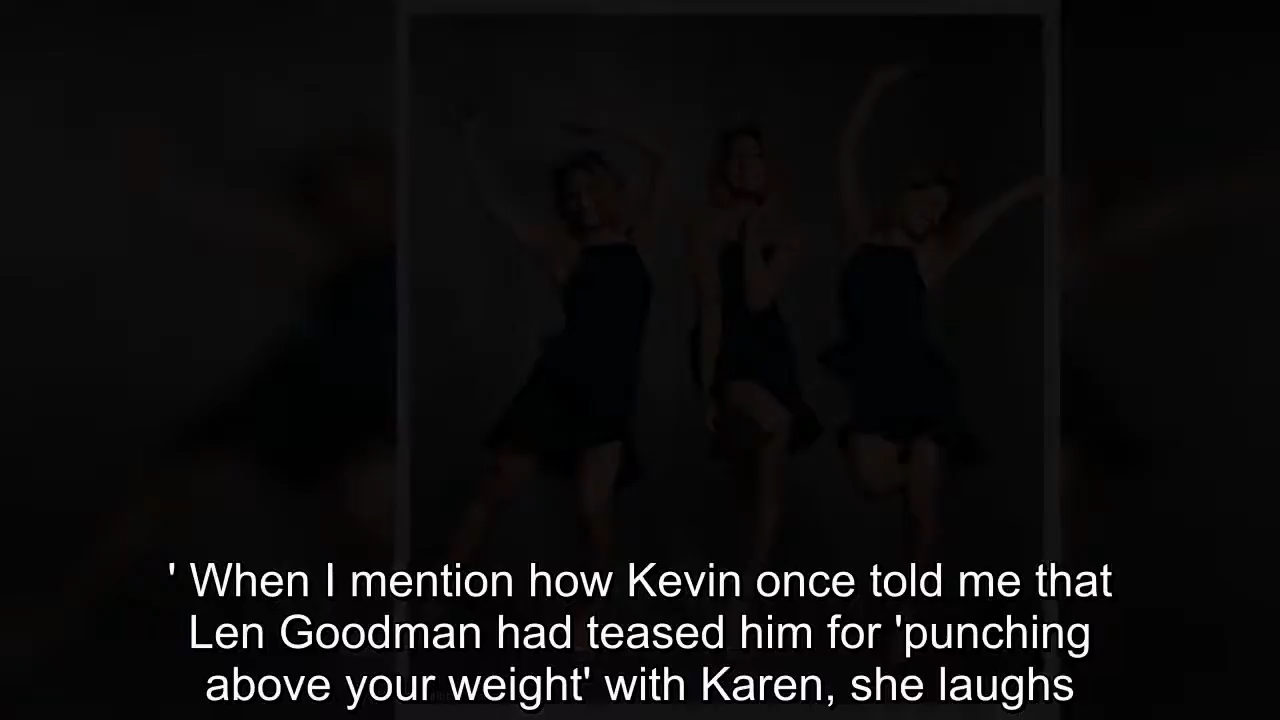 ' When I mention how Kevin once told me that
Len Goodman had teased him for 'punching
above your weight' with Karen, she laughs